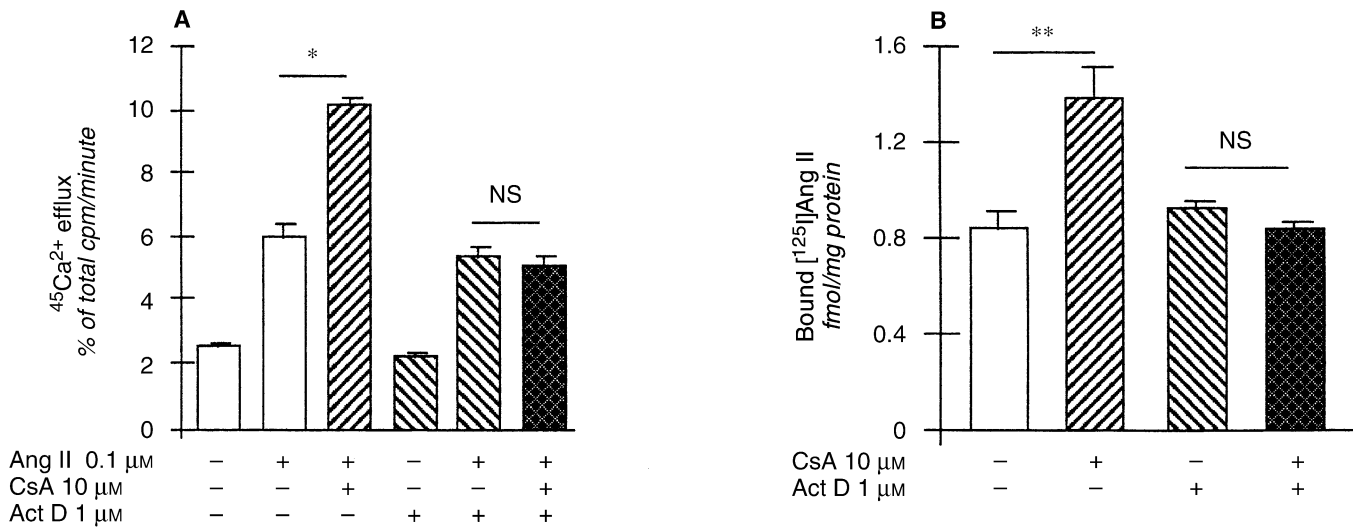 A
12
10
8
6
4
2
0
⁴⁵Ca²⁺ efflux
% of total cpm/minute
*
NS
Ang II 0.1 µM − + + − + +
CsA 10 µM − − + − − +
Act D 1 µM − − − + + +
B
1.6
1.2
0.8
0.4
0
Bound [¹²⁵I]Ang II
fmol/mg protein
**
NS
CsA 10 µM − + − +
Act D 1 µM − − + +